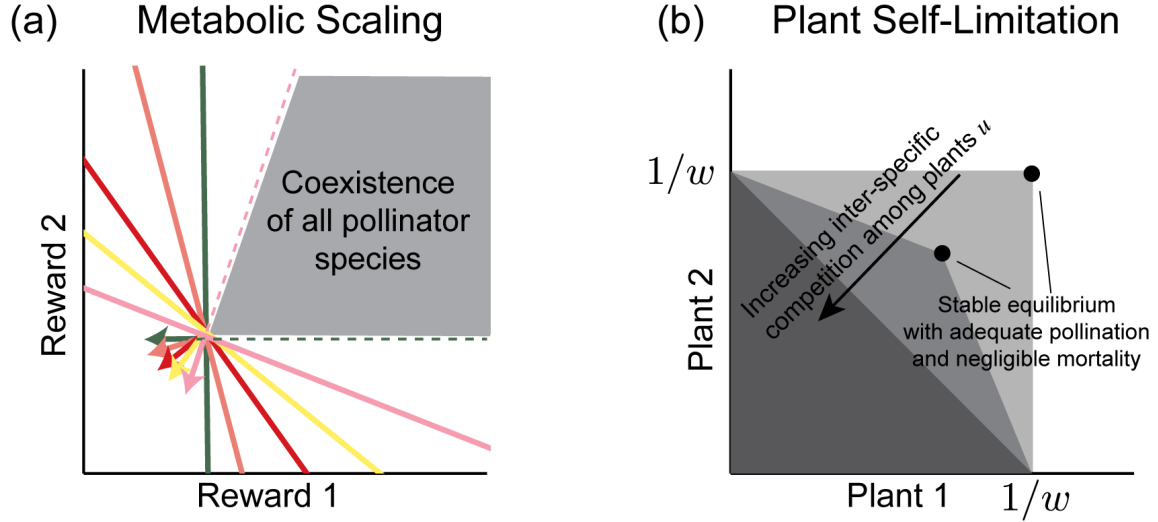 (a) Metabolic Scaling
Reward 2
Coexistence
of all pollinator
species
Reward 1
(b) Plant Self-Limitation
1/w
Plant 2
Increasing inter-specific
competition among plants u
Stable equilibrium
with adequate pollination
and negligible mortality
Plant 1
1/w